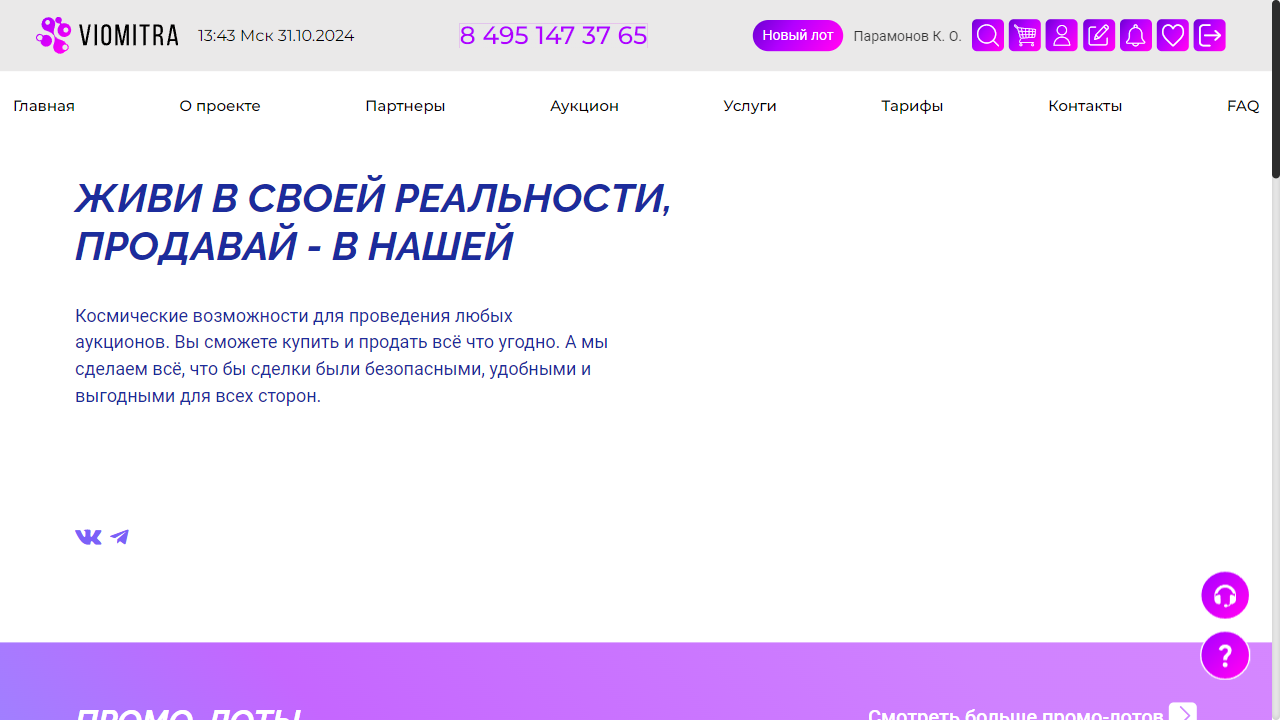 VIOMITRA 13:43 Мск 31.10.2024 8 495 147 37 65 Новый лот Парамонов К. О.
Главная О проекте Партнеры Аукцион Услуги Тарифы Контакты FAQ
ЖИВИ В СВОЕЙ РЕАЛЬНОСТИ,
ПРОДАВАЙ - В НАШЕЙ
Космические возможности для проведения любых
аукционов. Вы сможете купить и продать всё что угодно. А мы
сделаем всё, что бы сделки были безопасными, удобными и
выгодными для всех сторон.
?
ПРОМО-ЛОТЫ Смотреть больше промо-лотов